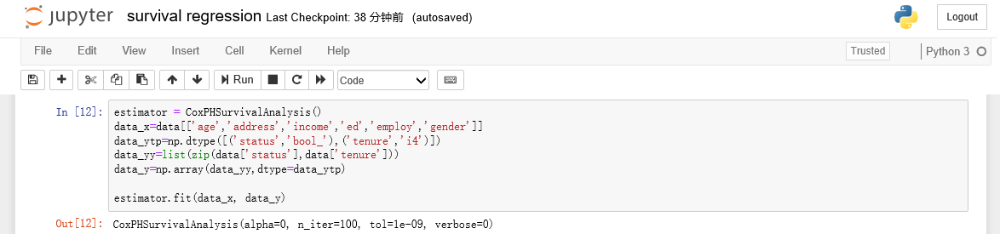 jupyter survival regression Last Checkpoint: 38 分钟前 (autosaved) Logout
File Edit View Insert Cell Kernel Help Trusted Python 3
Run Code
In [12]: estimator = CoxPHSurvivalAnalysis()
data_x=data[['age','address','income','ed','employ','gender']]
data_ytp=np.dtype([('status','bool_'),('tenure','i4')])
data_yy=list(zip(data['status'],data['tenure']))
data_y=np.array(data_yy,dtype=data_ytp)
estimator.fit(data_x, data_y)
Out[12]: CoxPHSurvivalAnalysis(alpha=0, n_iter=100, tol=1e-09, verbose=0)